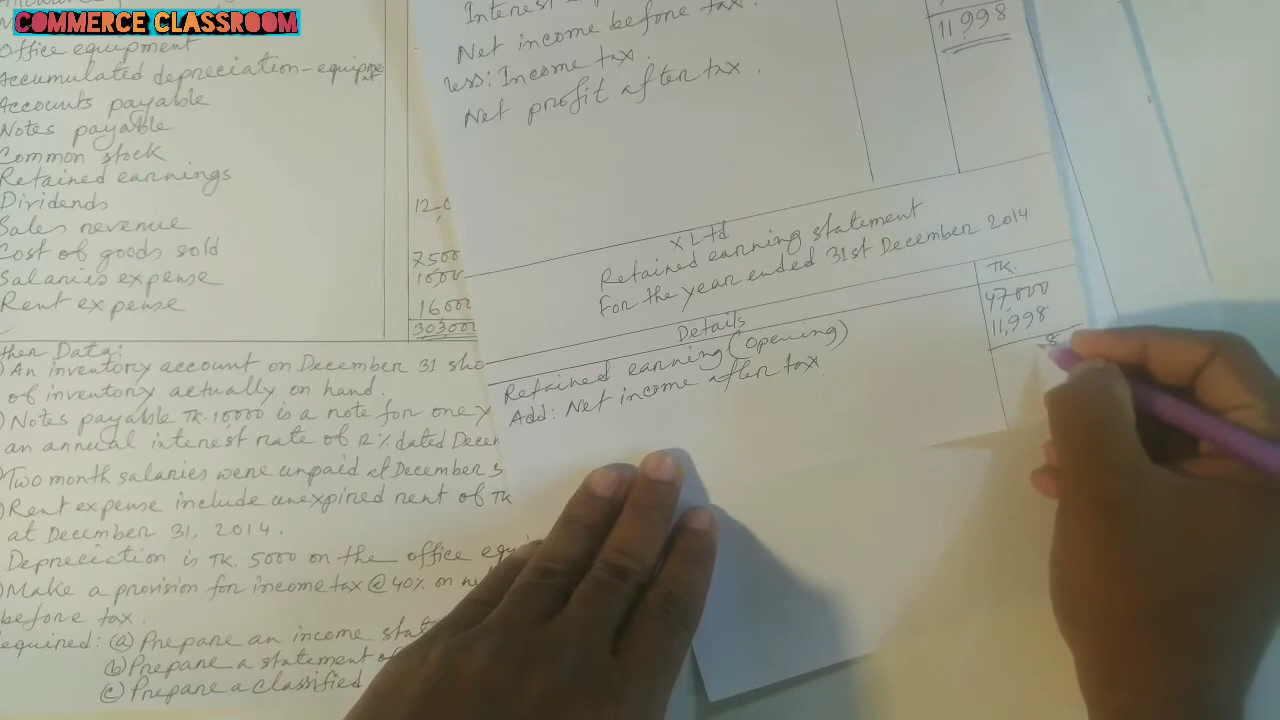 COMMERCE CLASSROOM
Office equipment
Accumulated depreciation-equipment
Accounts payable
Notes payable
Common stock
Retained earnings
Dividends
Sales revenue
Cost of goods sold
Salaries expense
Rent expense
303000
Other Data:
An inventory account on December 31 sho
of inventory actually on hand.
Notes payable TK. 10000 is a note for one y
an annual interest rate of 12% dated Decem
Two month salaries were unpaid at December 3
Rent expense include unexpired rent of TK
at December 31, 2014.
Depreciation is TK. 5000 on the office equi
Make a provision for income tax @ 40% on
before tax.
Required: (a) Prepare an income stat
(b) Prepare a statement of
(c) Prepare a classified
Interest
Net income before tax.
Less: Income tax.
Net profit after tax.
11,998
X Ltd
Retained earning statement
For the year ended 31st December 2014
Details
TK.
Retained earning (opening)
47,000
Add: Net income after tax
11,998
8